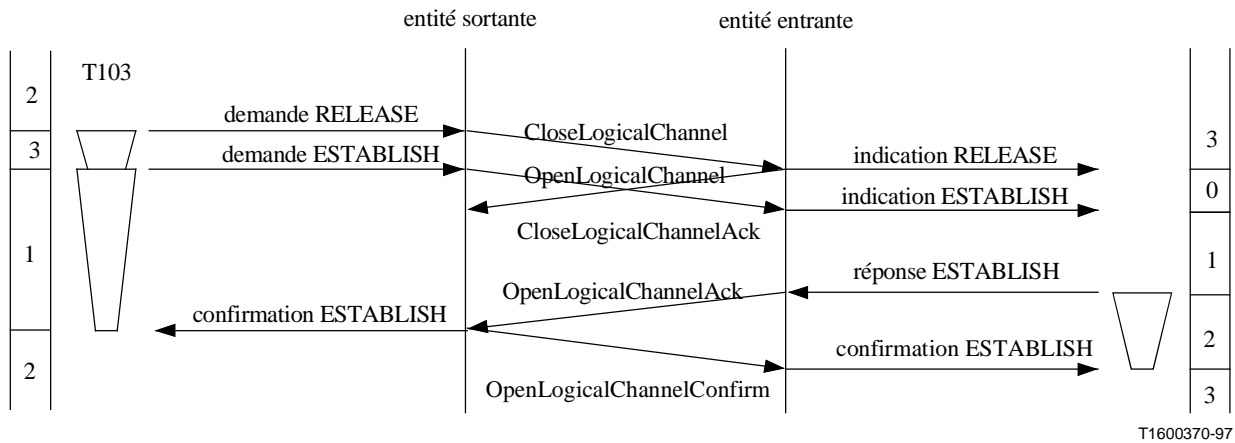 entité sortante
entité entrante
T103
2
demande RELEASE
CloseLogicalChannel
3
3
demande ESTABLISH
indication RELEASE
OpenLogicalChannel
0
indication ESTABLISH
CloseLogicalChannelAck
1
1
réponse ESTABLISH
OpenLogicalChannelAck
confirmation ESTABLISH
2
confirmation ESTABLISH
2
OpenLogicalChannelConfirm
3
T1600370-97